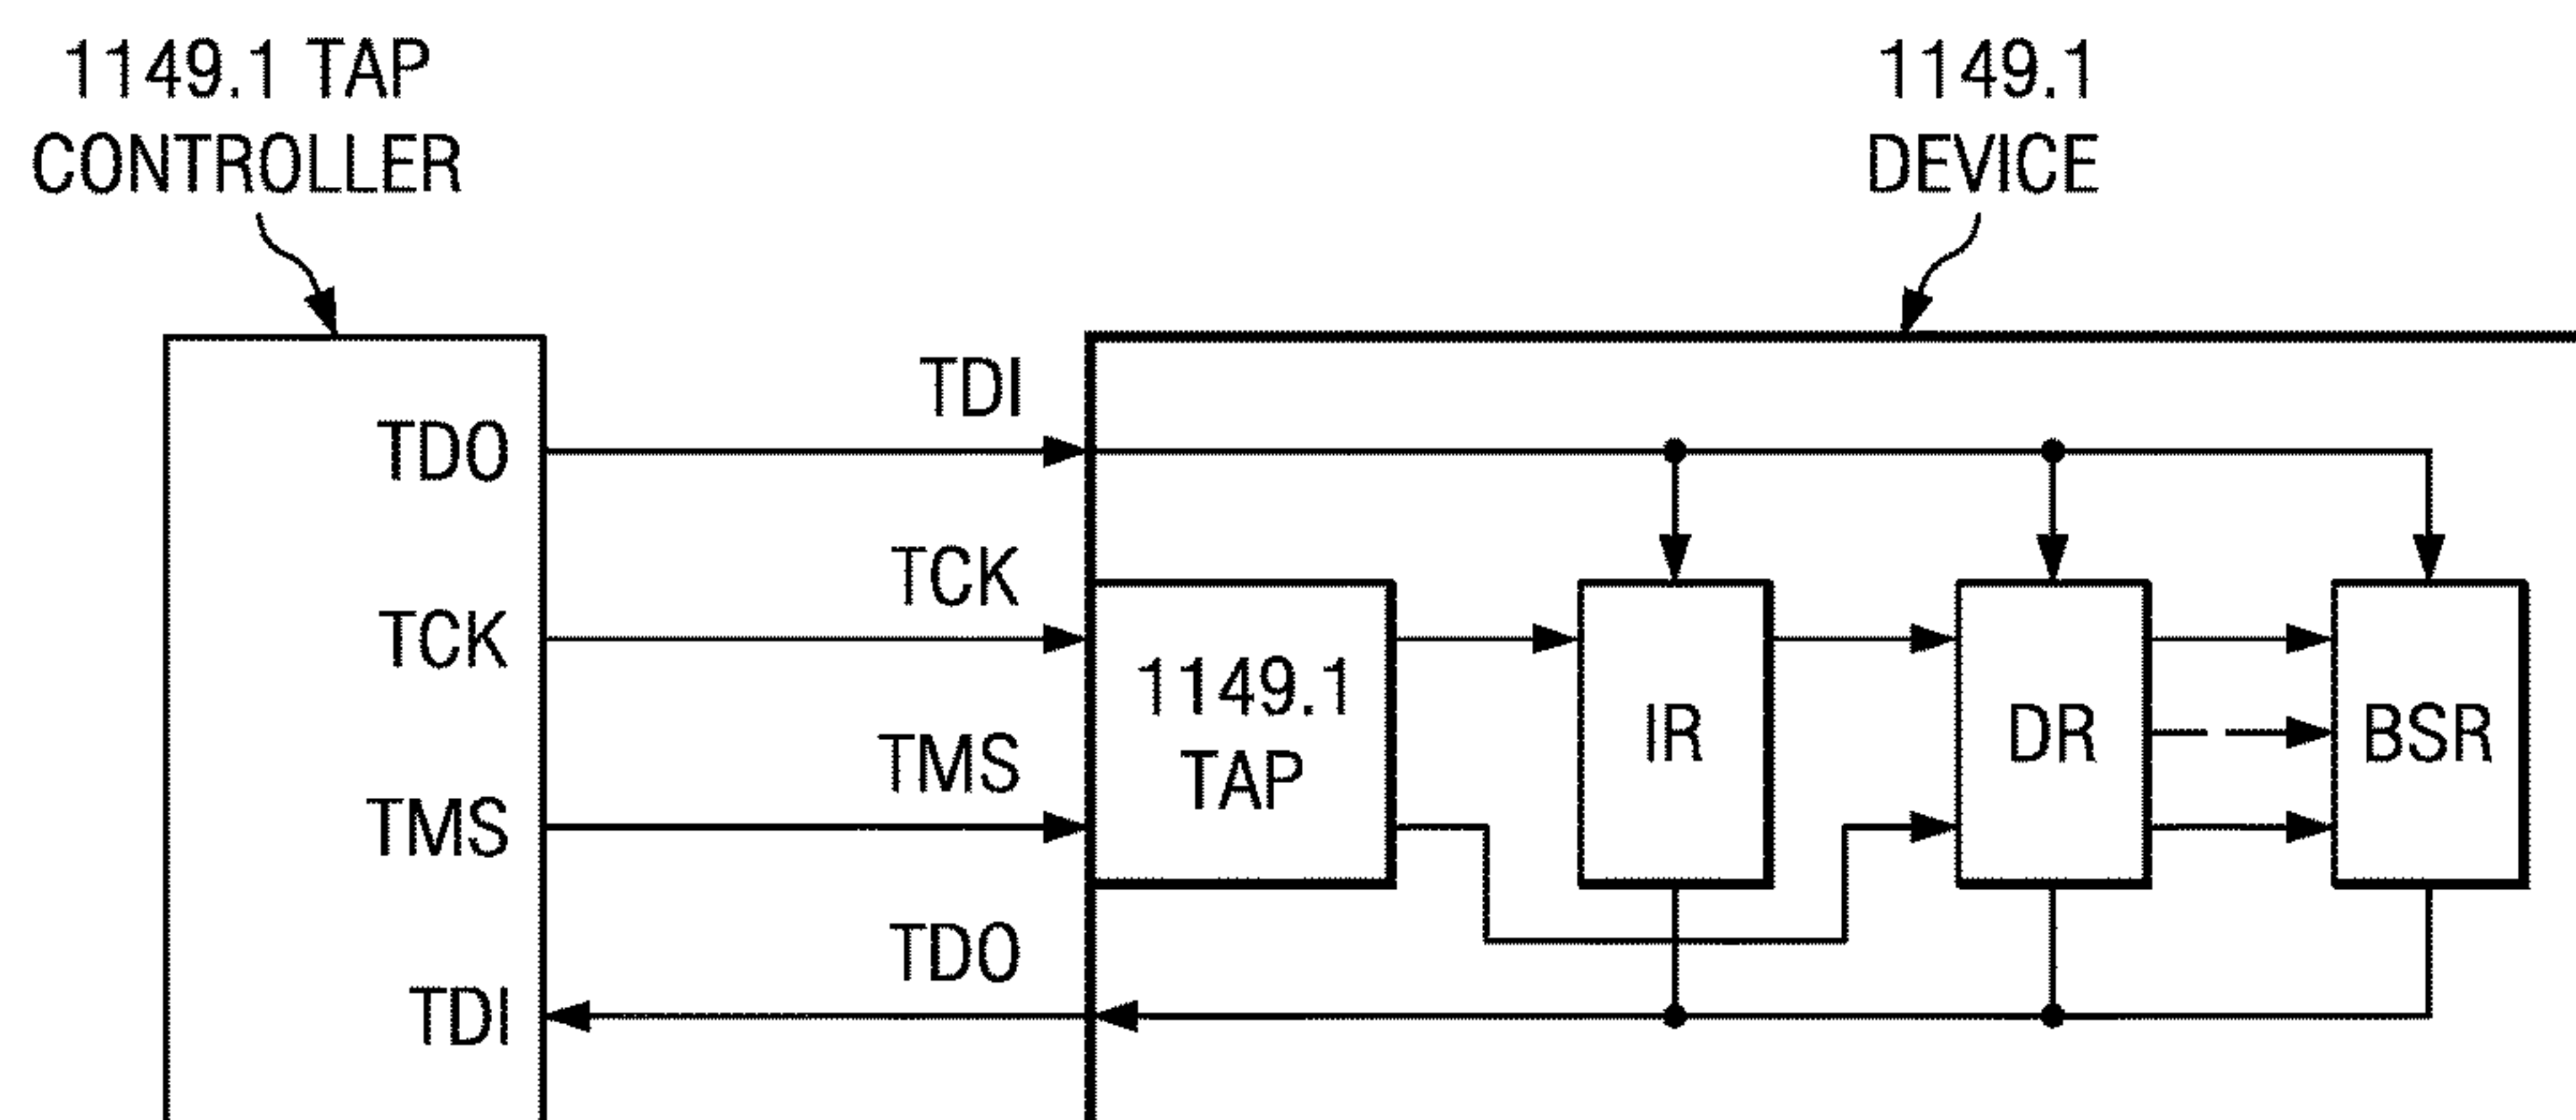 1149.1 TAP
CONTROLLER
1149.1
DEVICE
TDO
TCK
TMS
TDI
TDI
TCK
TMS
TDO
1149.1
TAP
IR
DR
BSR